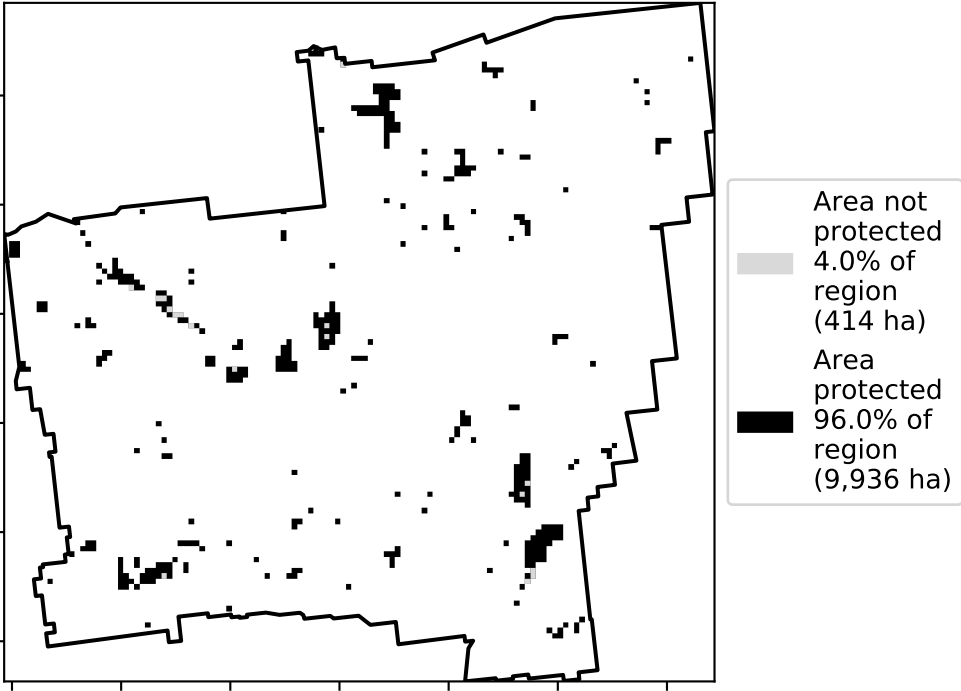 Area not
protected
4.0% of
region
(414 ha)
Area
protected
96.0% of
region
(9,936 ha)